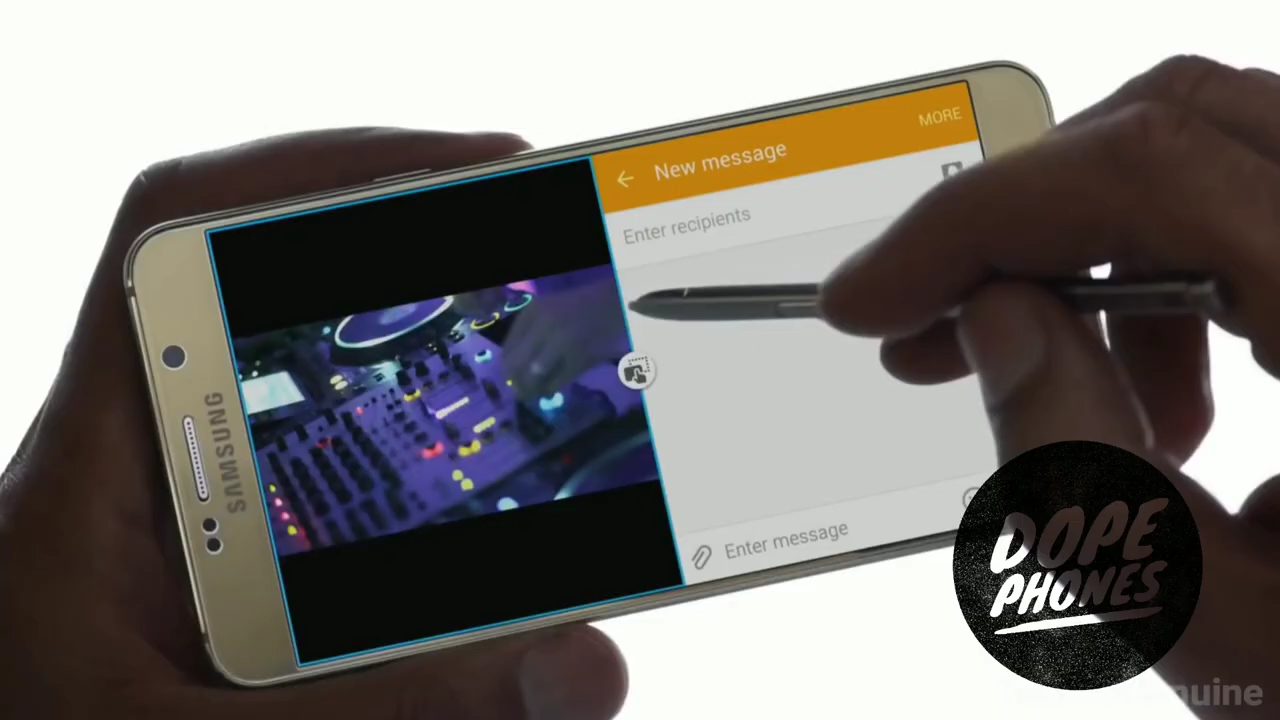 MORE
New message
Enter recipients
SAMSUNG
Enter message
DOPE
PHONES